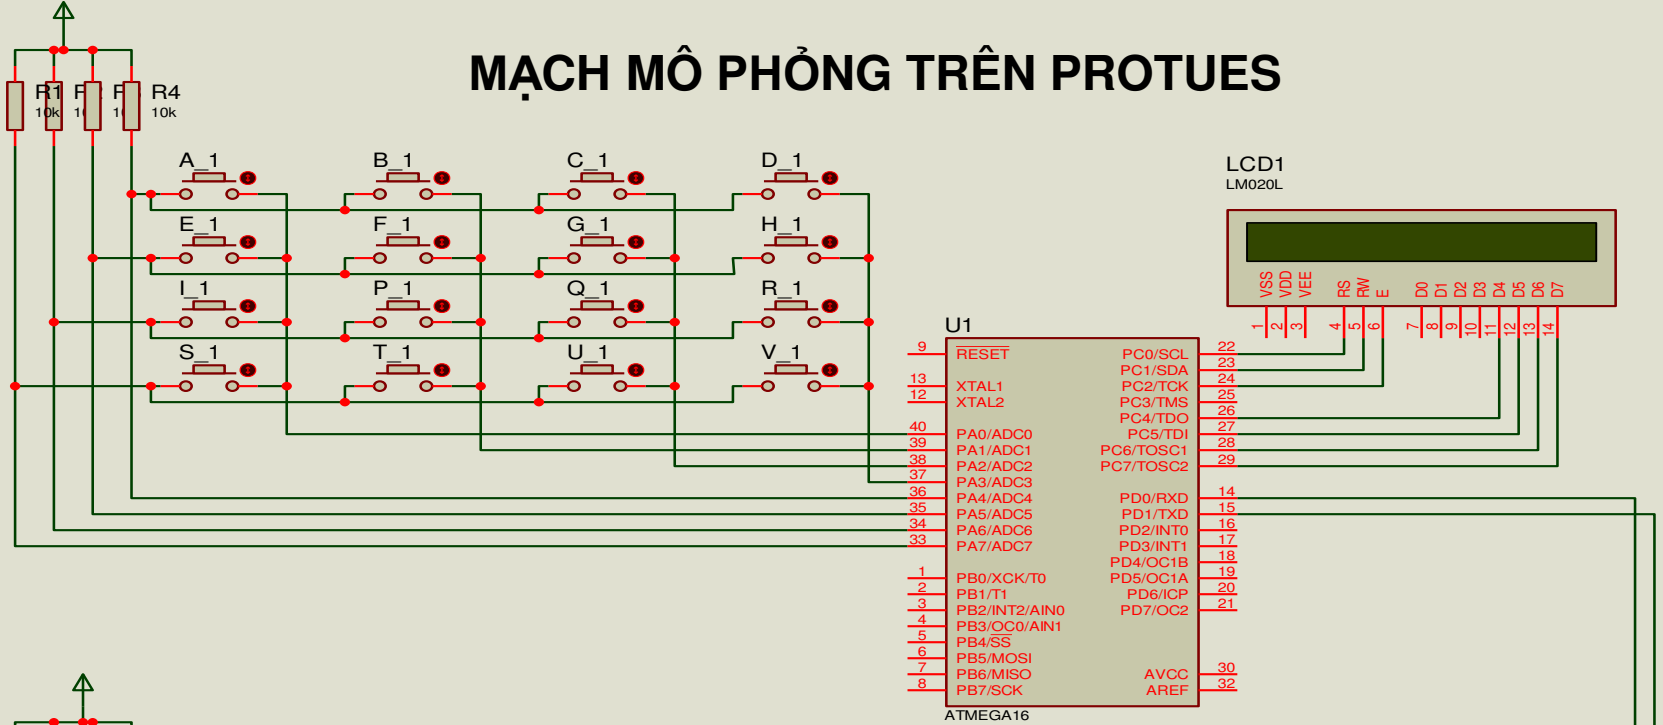 MẠCH MÔ PHỎNG TRÊN PROTUES
R1
10k
R4
10k
A_1
B_1
C_1
D_1
E_1
F_1
G_1
H_1
I_1
P_1
Q_1
R_1
S_1
T_1
U_1
V_1
LCD1
LM020L
VSS
VDD
VEE
RS
RW
E
D0
D1
D2
D3
D4
D5
D6
D7
1
2
3
4
5
6
7
8
9
10
11
12
13
14
U1
9 RESET
13 XTAL1
12 XTAL2
40 PA0/ADC0
39 PA1/ADC1
38 PA2/ADC2
37 PA3/ADC3
36 PA4/ADC4
35 PA5/ADC5
34 PA6/ADC6
33 PA7/ADC7
1 PB0/XCK/T0
2 PB1/T1
3 PB2/INT2/AIN0
4 PB3/OC0/AIN1
5 PB4/SS
6 PB5/MOSI
7 PB6/MISO
8 PB7/SCK
PC0/SCL 22
PC1/SDA 23
PC2/TCK 24
PC3/TMS 25
PC4/TDO 26
PC5/TDI 27
PC6/TOSC1 28
PC7/TOSC2 29
PD0/RXD 14
PD1/TXD 15
PD2/INT0 16
PD3/INT1 17
PD4/OC1B 18
PD5/OC1A 19
PD6/ICP 20
PD7/OC2 21
AVCC 30
AREF 32
ATMEGA16